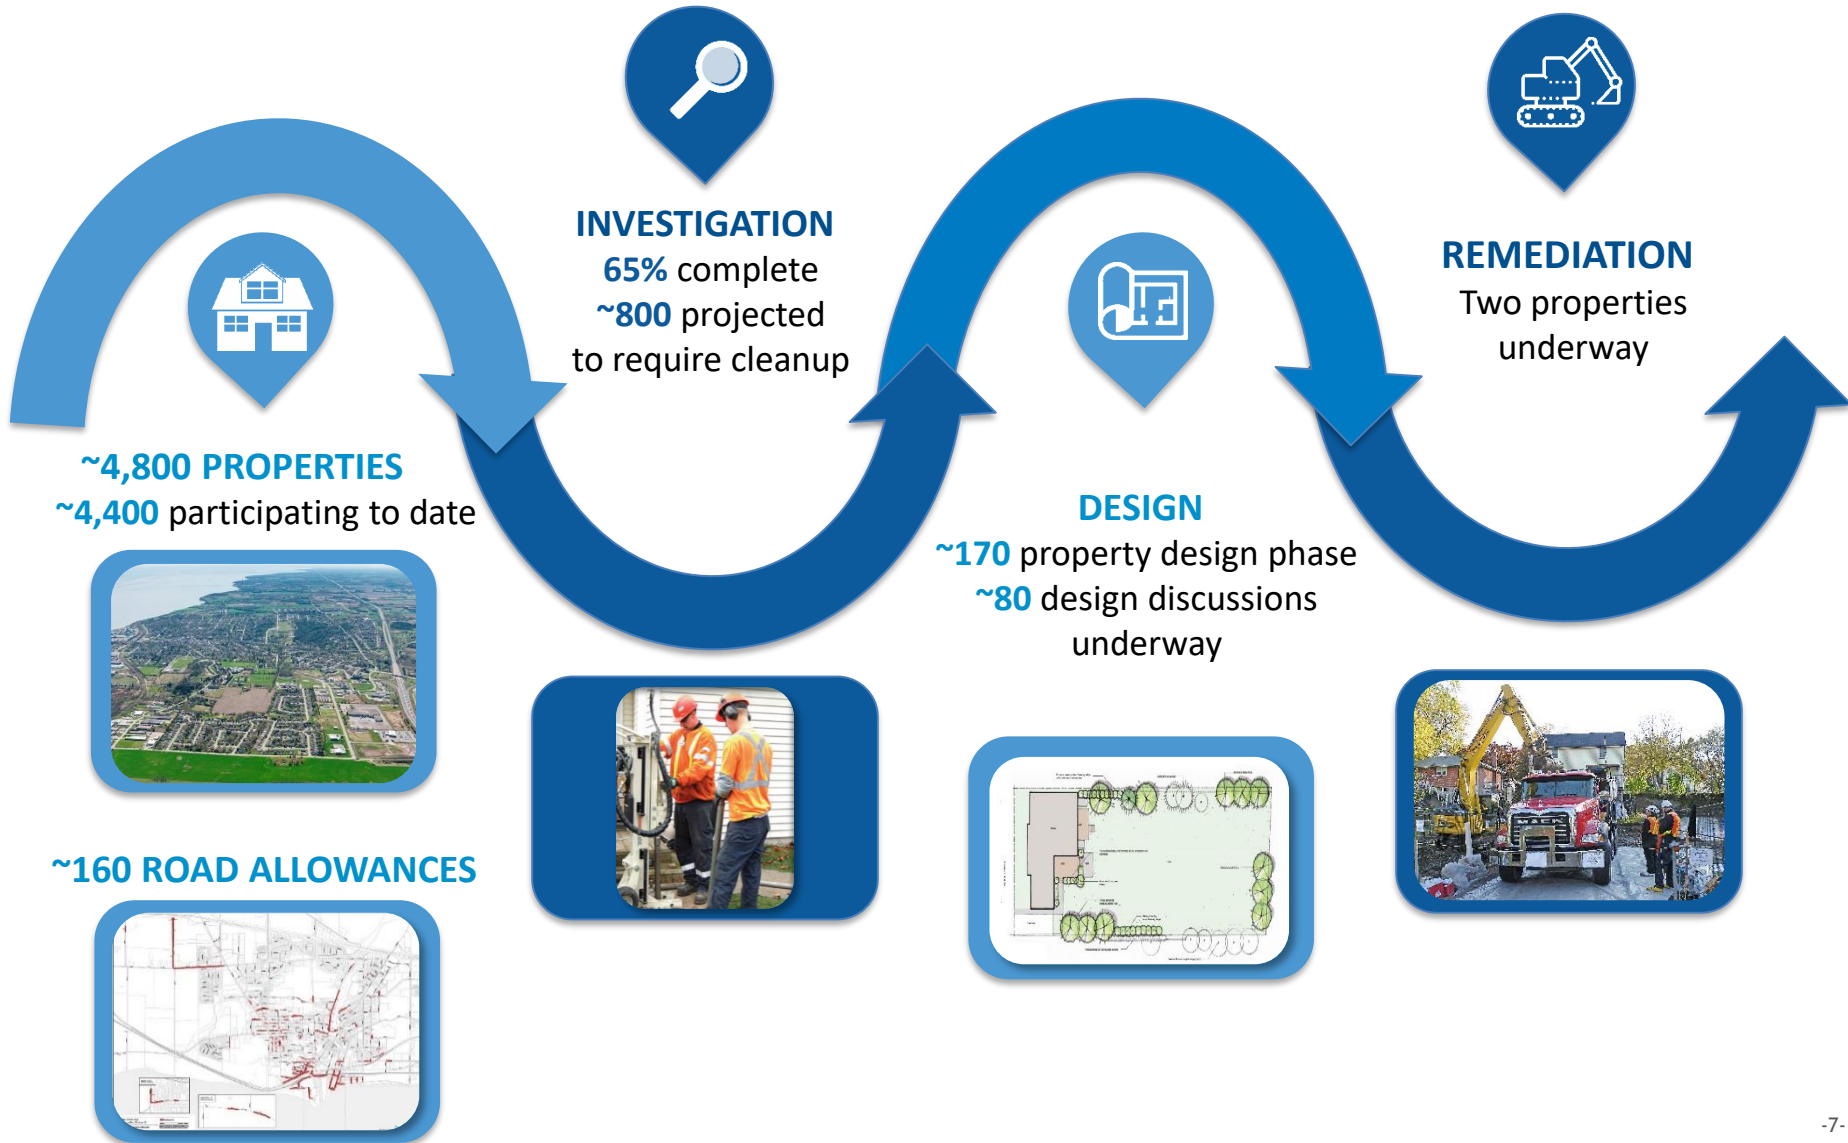 ~4,800 PROPERTIES
~4,400 participating to date
~160 ROAD ALLOWANCES
INVESTIGATION
65% complete
~800 projected
to require cleanup
DESIGN
~170 property design phase
~80 design discussions
underway
REMEDIATION
Two properties
underway
MACK
-7-